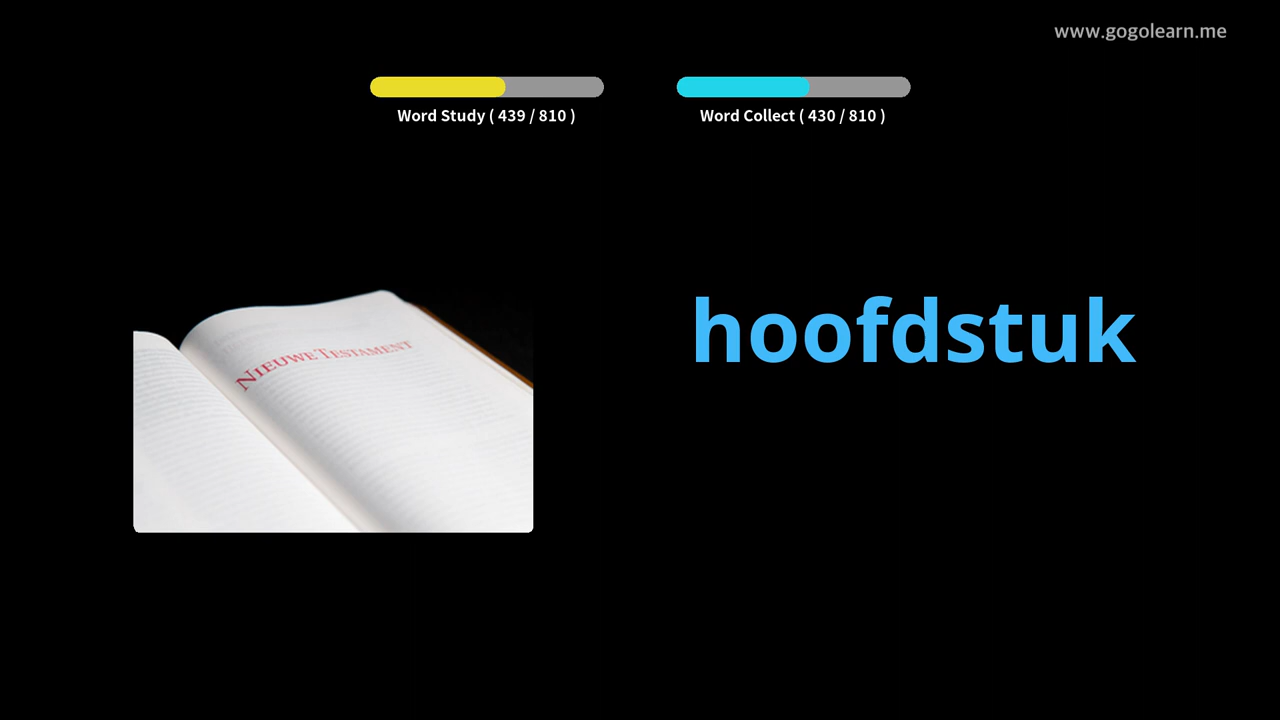 www.gogolearn.me
Word Study ( 439 / 810 )
Word Collect ( 430 / 810 )
NIEUWE TESTAMENT
hoofdstuk